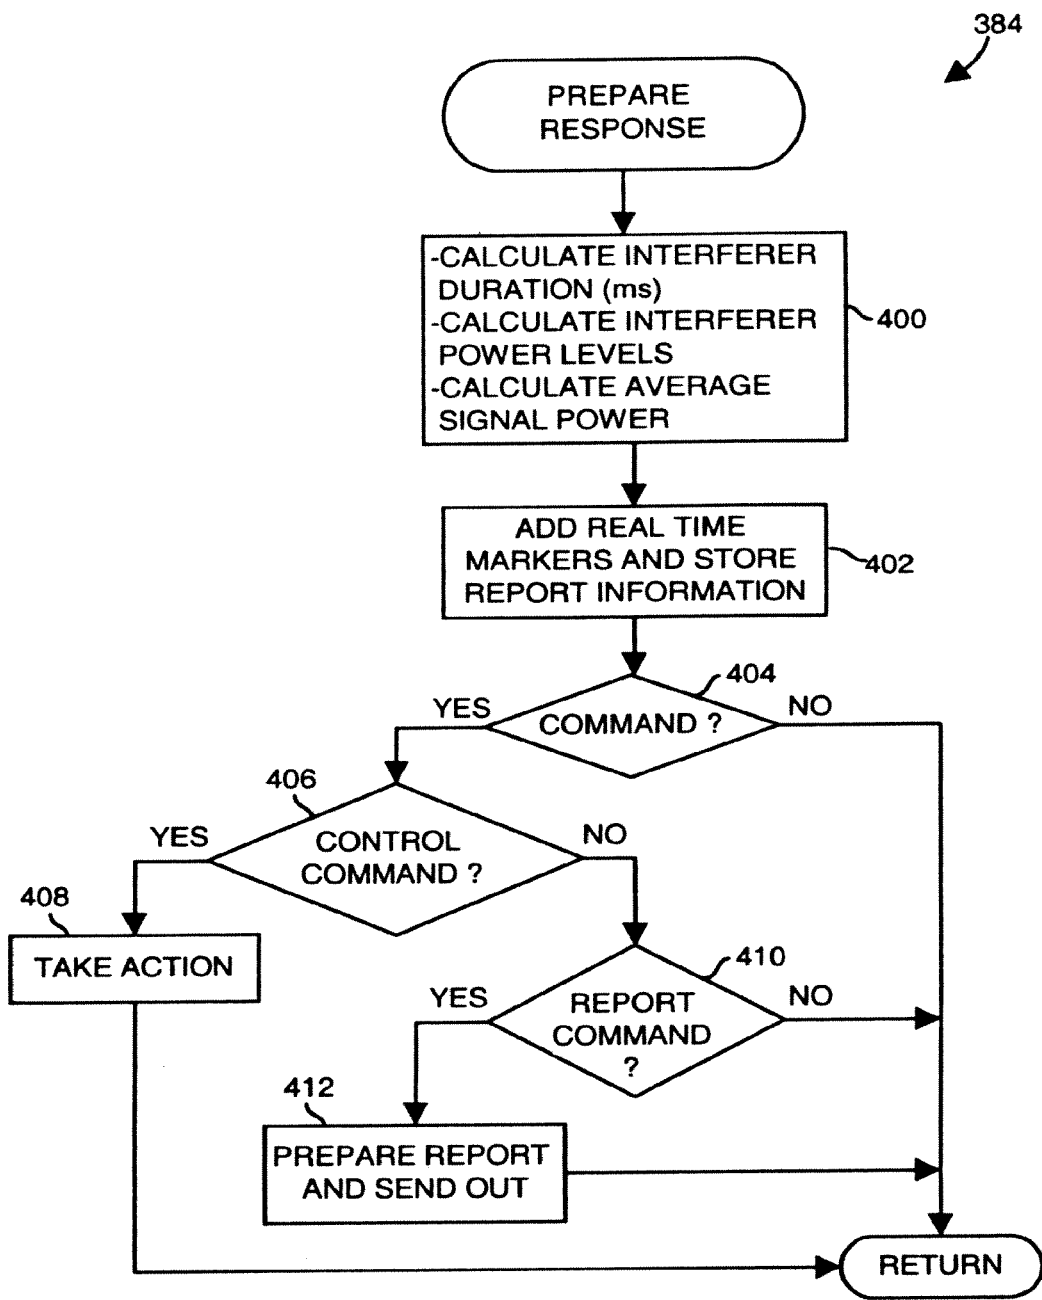 384
PREPARE
RESPONSE
-CALCULATE INTERFERER
DURATION (ms)
-CALCULATE INTERFERER
POWER LEVELS
-CALCULATE AVERAGE
SIGNAL POWER
400
ADD REAL TIME
MARKERS AND STORE
REPORT INFORMATION
402
404
YES
COMMAND ?
NO
406
YES
CONTROL
COMMAND ?
NO
408
TAKE ACTION
410
YES
REPORT
COMMAND
?
NO
412
PREPARE REPORT
AND SEND OUT
RETURN